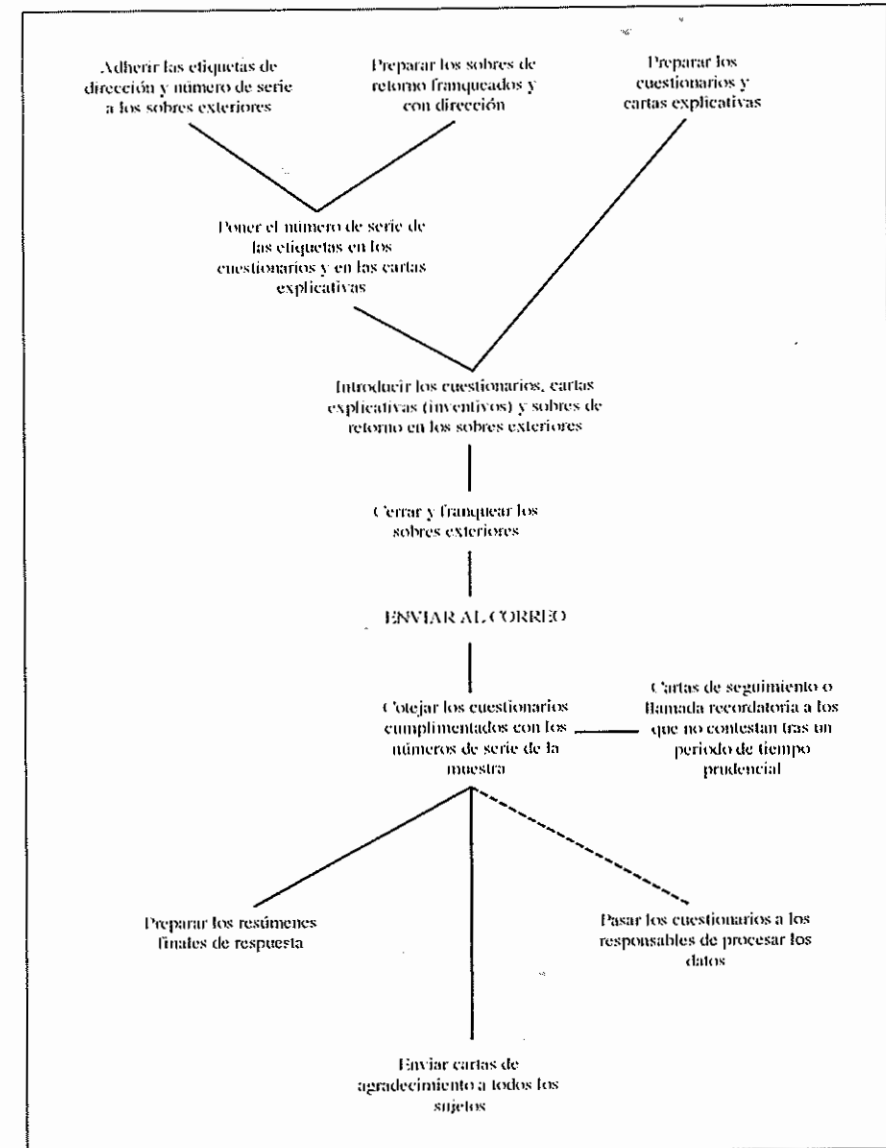 Adherir las etiquetas de
dirección y número de serie
a los sobres exteriores
Preparar los sobres de
retorno franqueados y
con dirección
Preparar los
cuestionarios y
cartas explicativas
Poner el número de serie de
las etiquetas en los
cuestionarios y en las cartas
explicativas
Introducir los cuestionarios, cartas
explicativas (inventivos) y sobres de
retorno en los sobres exteriores
Cerrar y franquear los
sobres exteriores
ENVIAR AL CORREO
Cotejar los cuestionarios
cumplimentados con los
números de serie de la
muestra
Cartas de seguimiento o
llamada recordatoria a los
que no contestan tras un
periodo de tiempo
prudencial
Preparar los resúmenes
finales de respuesta
Pasar los cuestionarios a los
responsables de procesar los
datos
Enviar cartas de
agradecimiento a todos los
sujetos